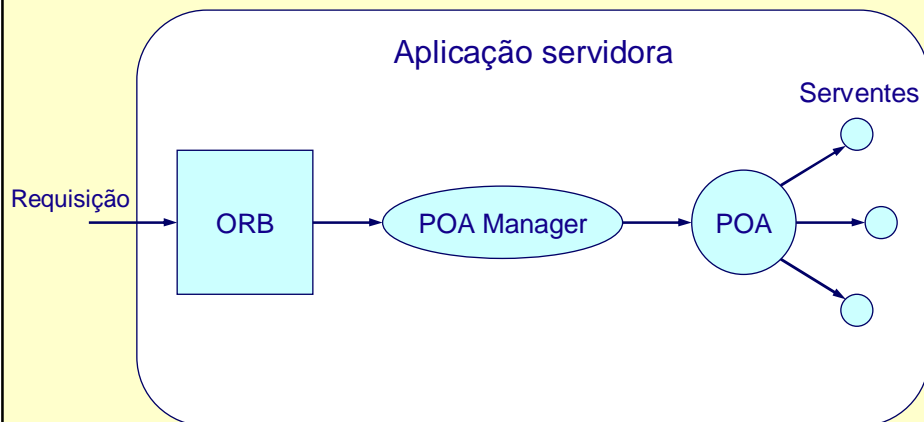 Aplicação servidora
Serventes
Requisição
ORB
POA Manager
POA